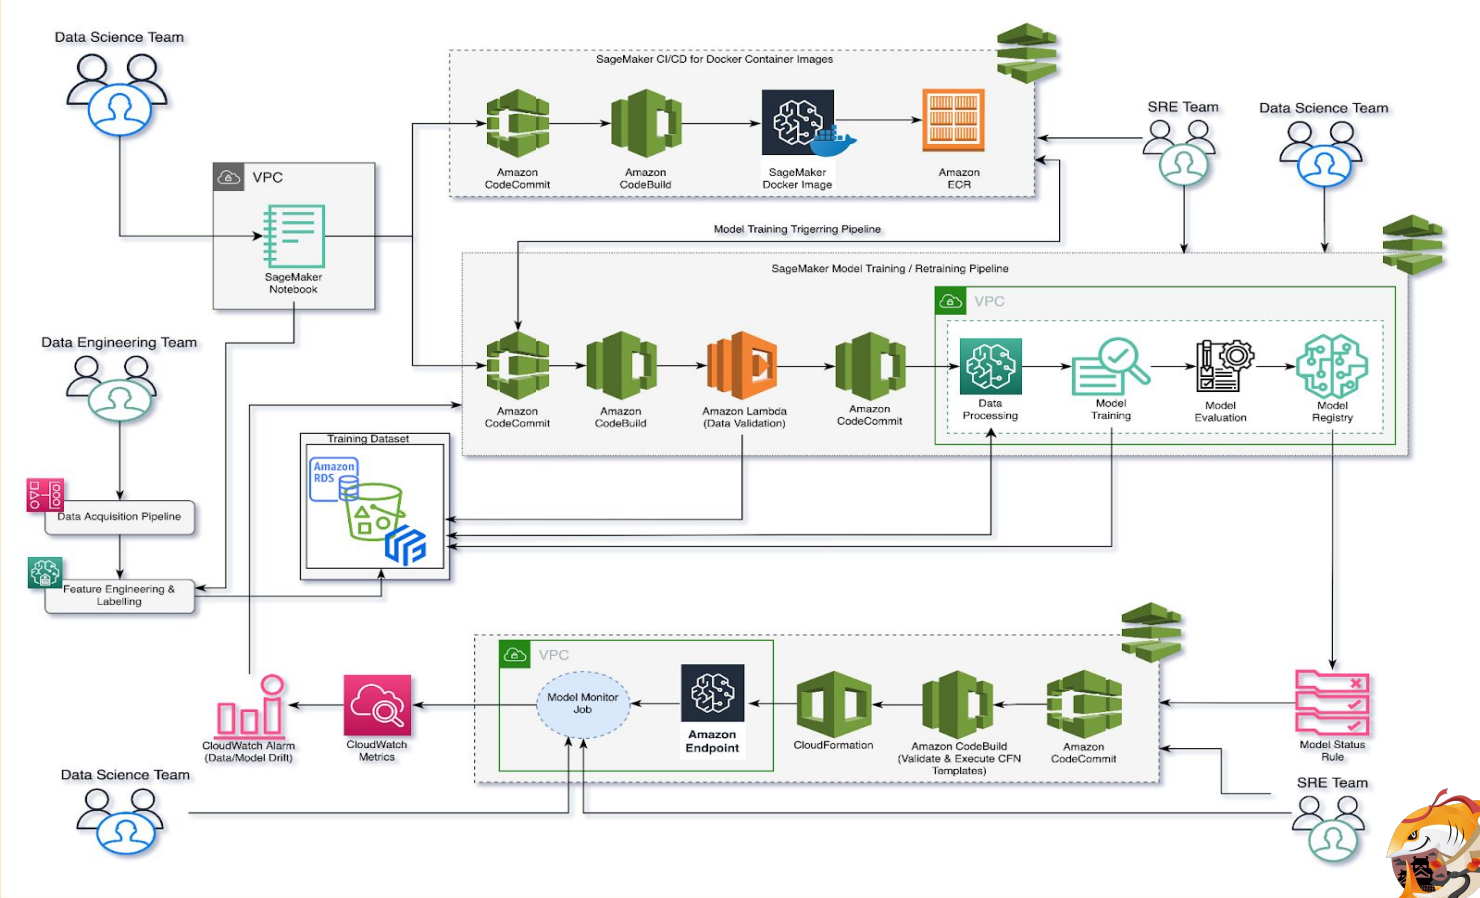 Data Science Team
SageMaker CI/CD for Docker Container Images
SRE Team
Data Science Team
Amazon
CodeCommit
Amazon
CodeBuild
SageMaker
Docker Image
Amazon
ECR
VPC
SageMaker
Notebook
Model Training Trigerring Pipeline
SageMaker Model Training / Retraining Pipeline
VPC
Data Engineering Team
Amazon
CodeCommit
Amazon
CodeBuild
Amazon Lambda
(Data Validation)
Amazon
CodeCommit
Data
Processing
Model
Training
Model
Evaluation
Model
Registry
Training Dataset
Amazon
RDS
Data Acquisition Pipeline
Feature Engineering &
Labelling
VPC
Model Monitor
Job
Amazon
Endpoint
CloudFormation
Amazon CodeBuild
(Validate & Execute CFN
Templates)
Amazon
CodeCommit
Model Status
Rule
CloudWatch Alarm
(Data/Model Drift)
CloudWatch
Metrics
Data Science Team
SRE Team